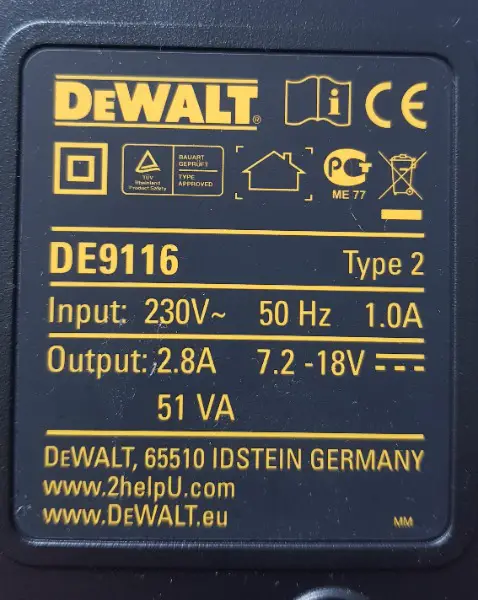 DEWALT®
i CE
TÜV Rheinland Product Safety
BAUART GEPRÜFT
TYPE APPROVED
PCT
ME 77
DE9116 Type 2
Input: 230V~ 50 Hz 1.0A
Output: 2.8A 7.2 -18V
51 VA
DEWALT, 65510 IDSTEIN GERMANY
www.2helpU.com
www.DEWALT.eu
MM